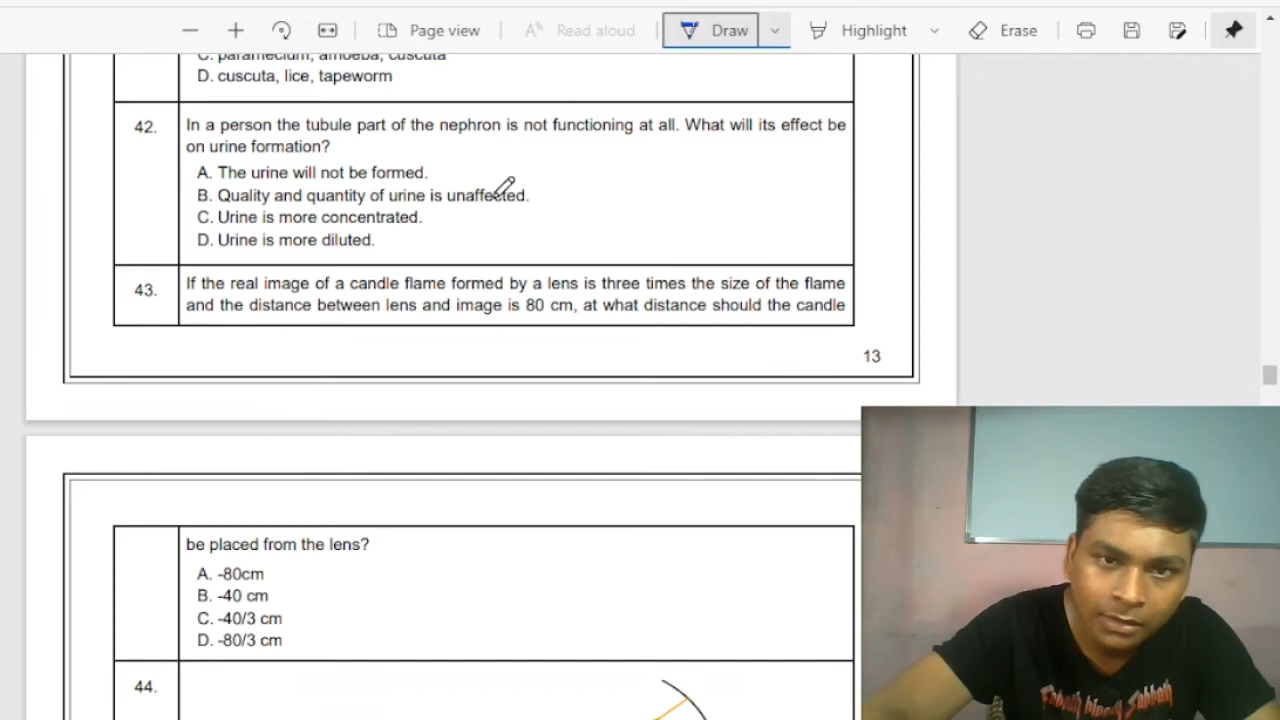 Page view
Read aloud
Draw
Highlight
Erase
C. paramecium, amoeba, cuscuta
D. cuscuta, lice, tapeworm
42.
In a person the tubule part of the nephron is not functioning at all. What will its effect be
on urine formation?
A. The urine will not be formed.
B. Quality and quantity of urine is unaffected.
C. Urine is more concentrated.
D. Urine is more diluted.
43.
If the real image of a candle flame formed by a lens is three times the size of the flame
and the distance between lens and image is 80 cm, at what distance should the candle
13
be placed from the lens?
A. -80cm
B. -40 cm
C. -40/3 cm
D. -80/3 cm
44.
Sabbath